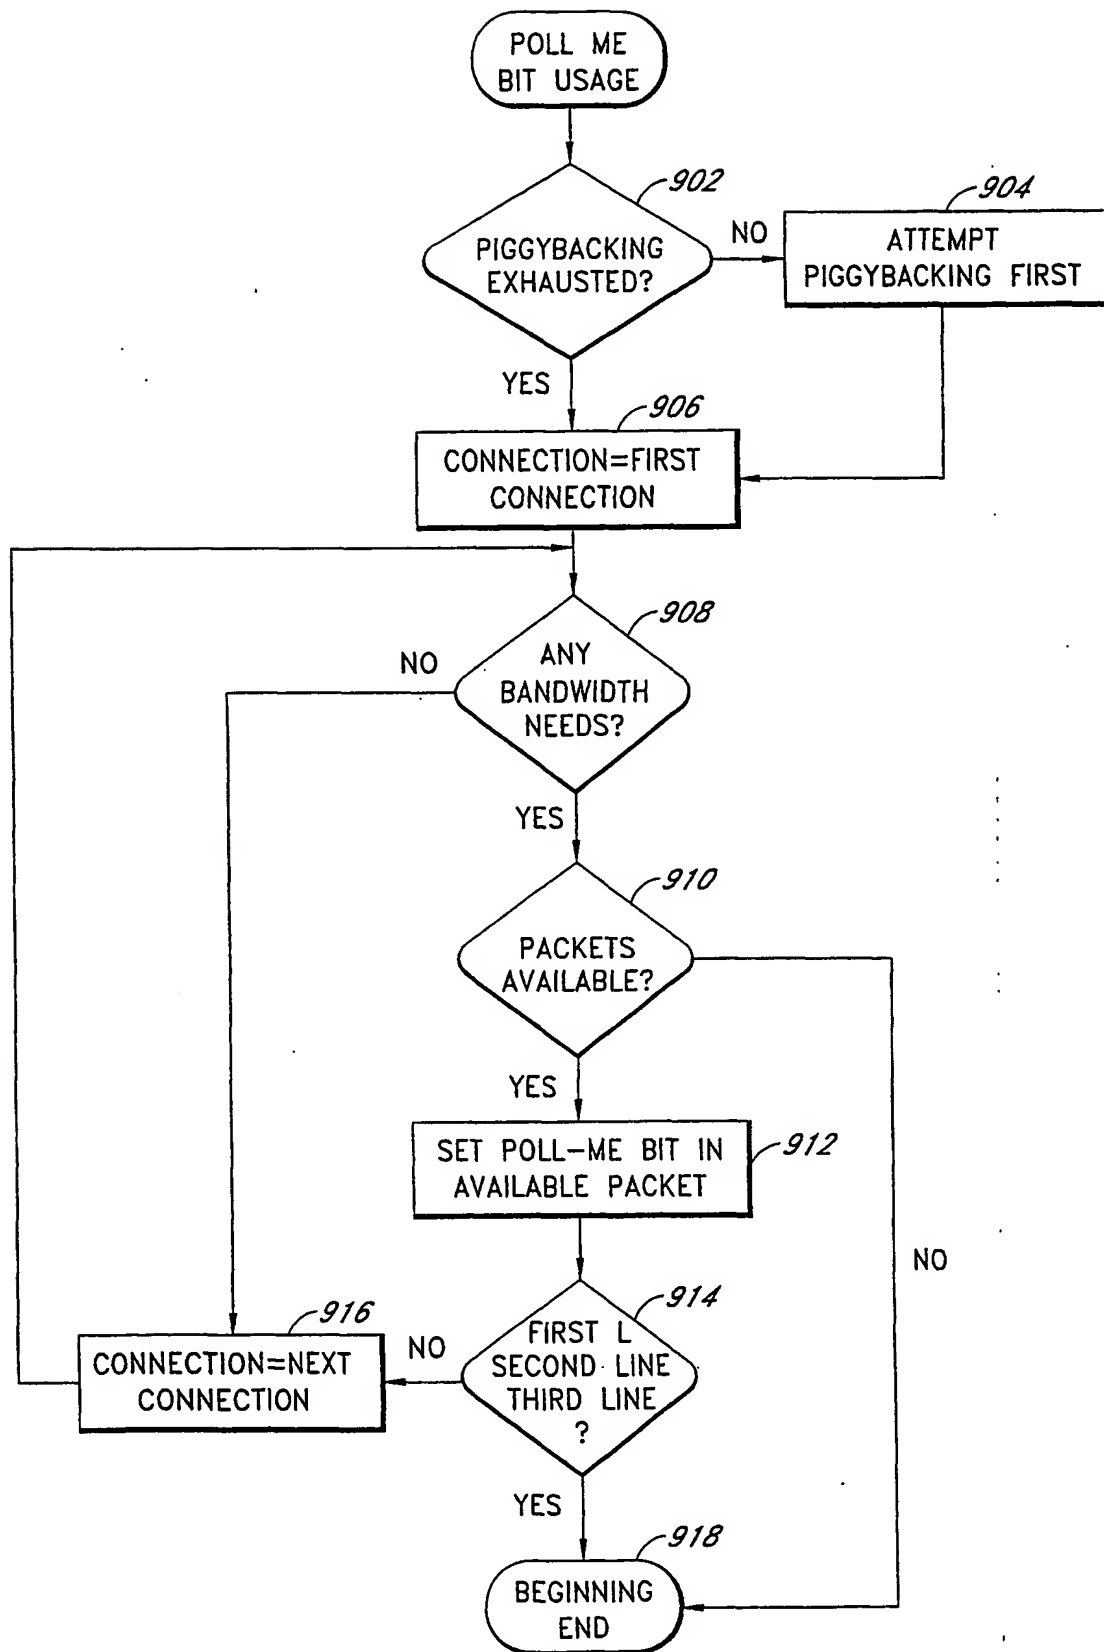 POLL ME
BIT USAGE
902
PIGGYBACKING
EXHAUSTED?
NO
904
ATTEMPT
PIGGYBACKING FIRST
YES
906
CONNECTION=FIRST
CONNECTION
908
ANY
BANDWIDTH
NEEDS?
NO
YES
910
PACKETS
AVAILABLE?
YES
SET POLL-ME BIT IN
AVAILABLE PACKET
912
NO
914
FIRST L
SECOND LINE
THIRD LINE
?
NO
916
CONNECTION=NEXT
CONNECTION
YES
918
BEGINNING
END